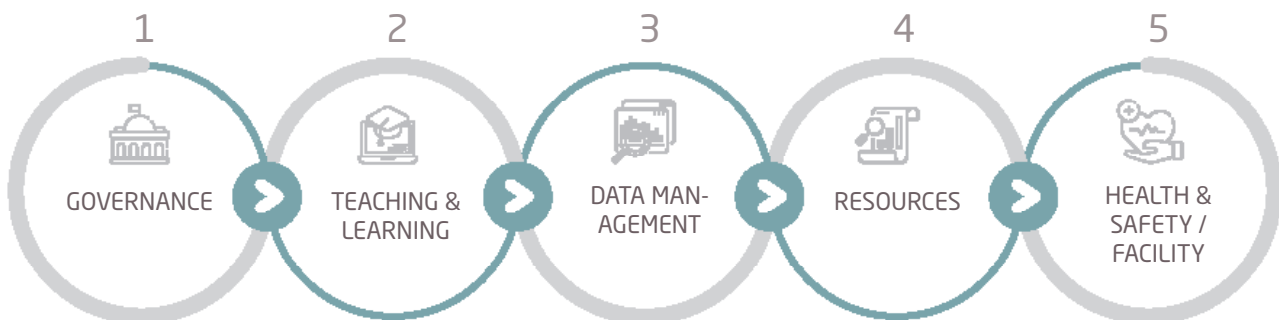 1
2
3
4
5
GOVERNANCE
TEACHING &
LEARNING
DATA MAN-
AGEMENT
RESOURCES
HEALTH &
SAFETY /
FACILITY